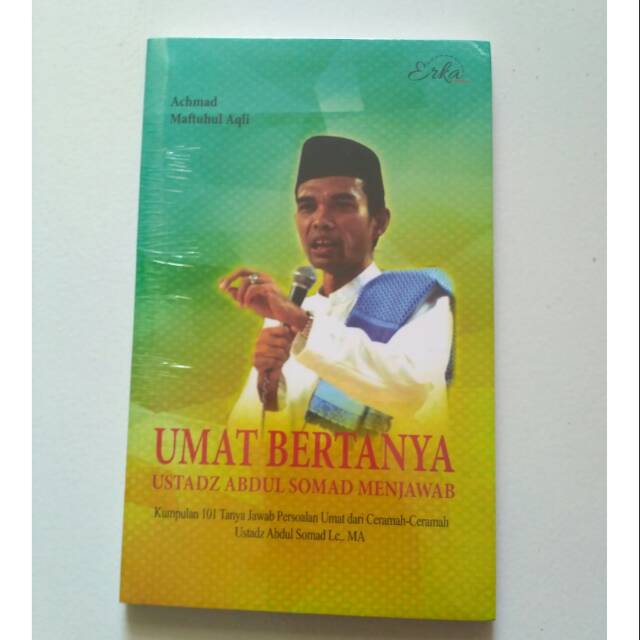 Erka
Achmad
Maftuhul Aqli
UMAT BERTANYA
USTADZ ABDUL SOMAD MENJAWAB
Kumpulan 101 Tanya Jawab Persoalan Umat dari Ceramah-Ceramah
Ustadz Abdul Somad Lc., MA